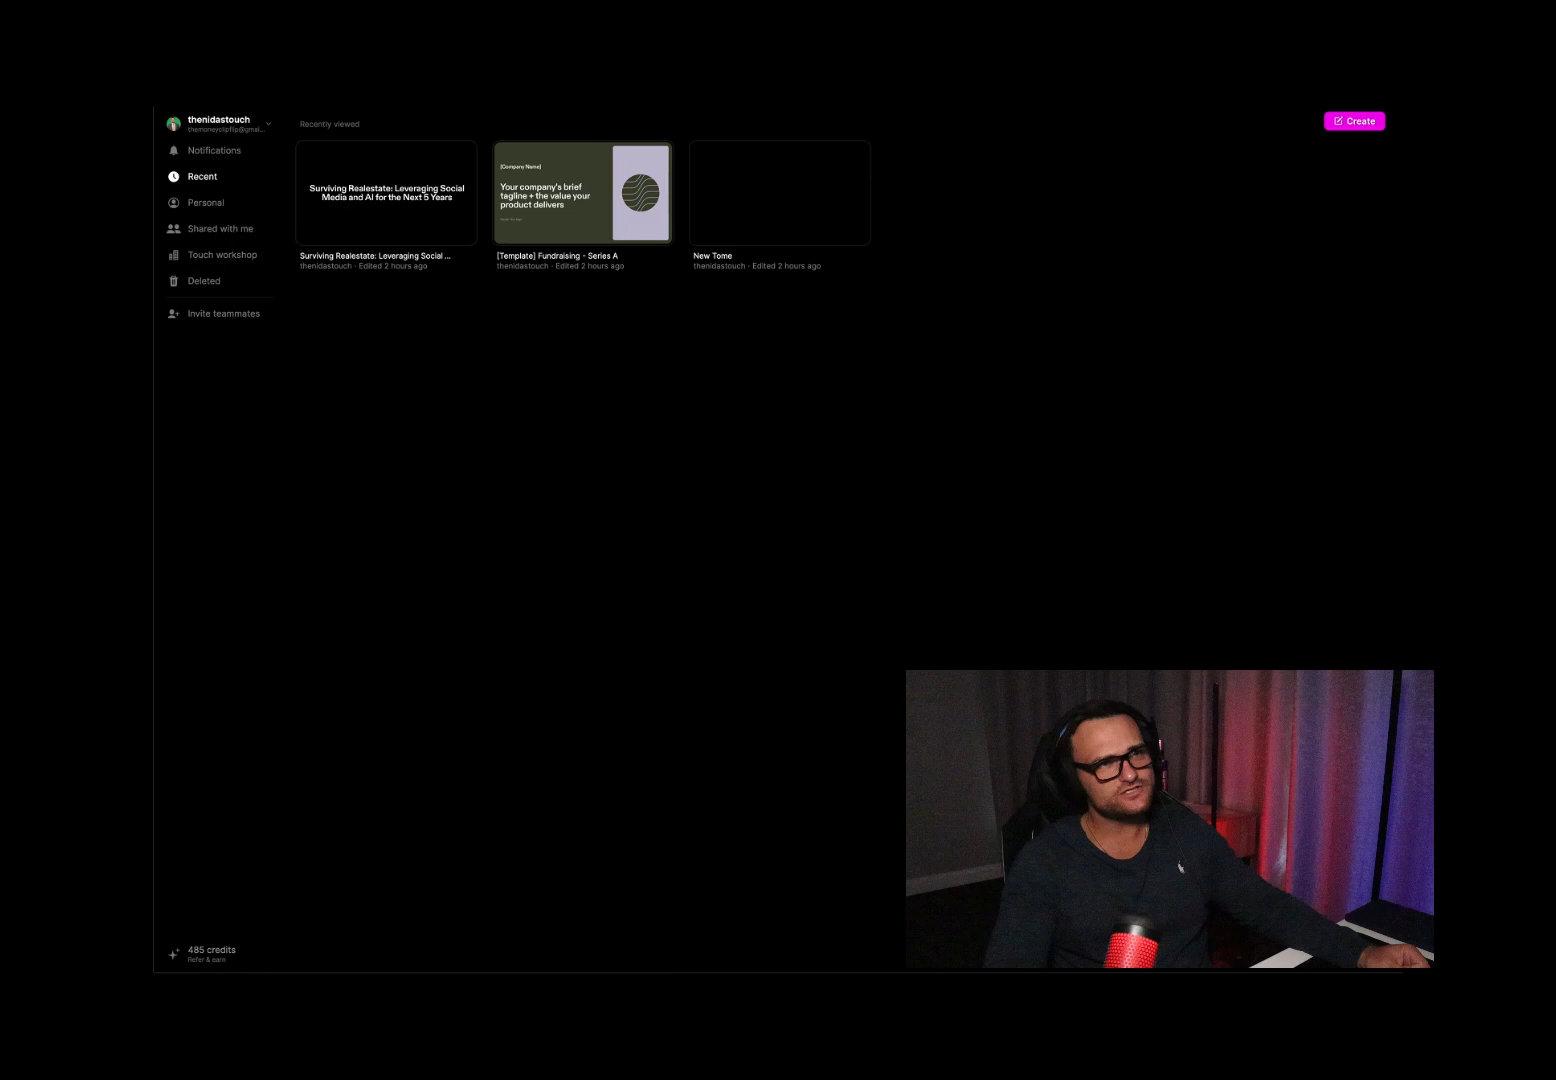 thenidastouch
themoneyclipflip@gmai...
Notifications
Recent
Personal
Shared with me
Touch workshop
Deleted
Invite teammates
485 credits
Refer & earn
Recently viewed
Create
Surviving Realestate: Leveraging Social
Media and AI for the Next 5 Years
Surviving Realestate: Leveraging Social ...
thenidastouch · Edited 2 hours ago
[Company Name]
Your company's brief
tagline + the value your
product delivers
[Template] Fundraising - Series A
thenidastouch · Edited 2 hours ago
New Tome
thenidastouch · Edited 2 hours ago